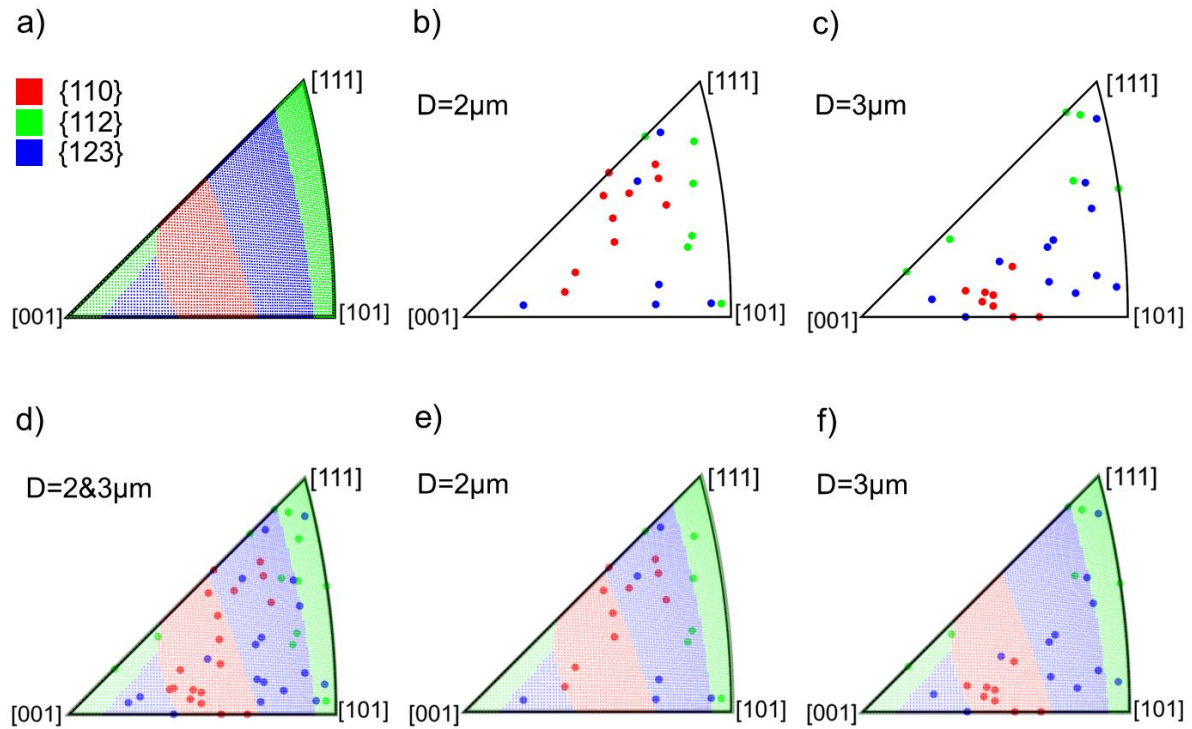 a)
{110}
{112}
{123}
[111]
[001]
[101]
b)
D=2µm
[111]
[001]
[101]
c)
D=3µm
[111]
[001]
[101]
d)
D=2&3µm
[111]
[001]
[101]
e)
D=2µm
[111]
[001]
[101]
f)
D=3µm
[111]
[001]
[101]